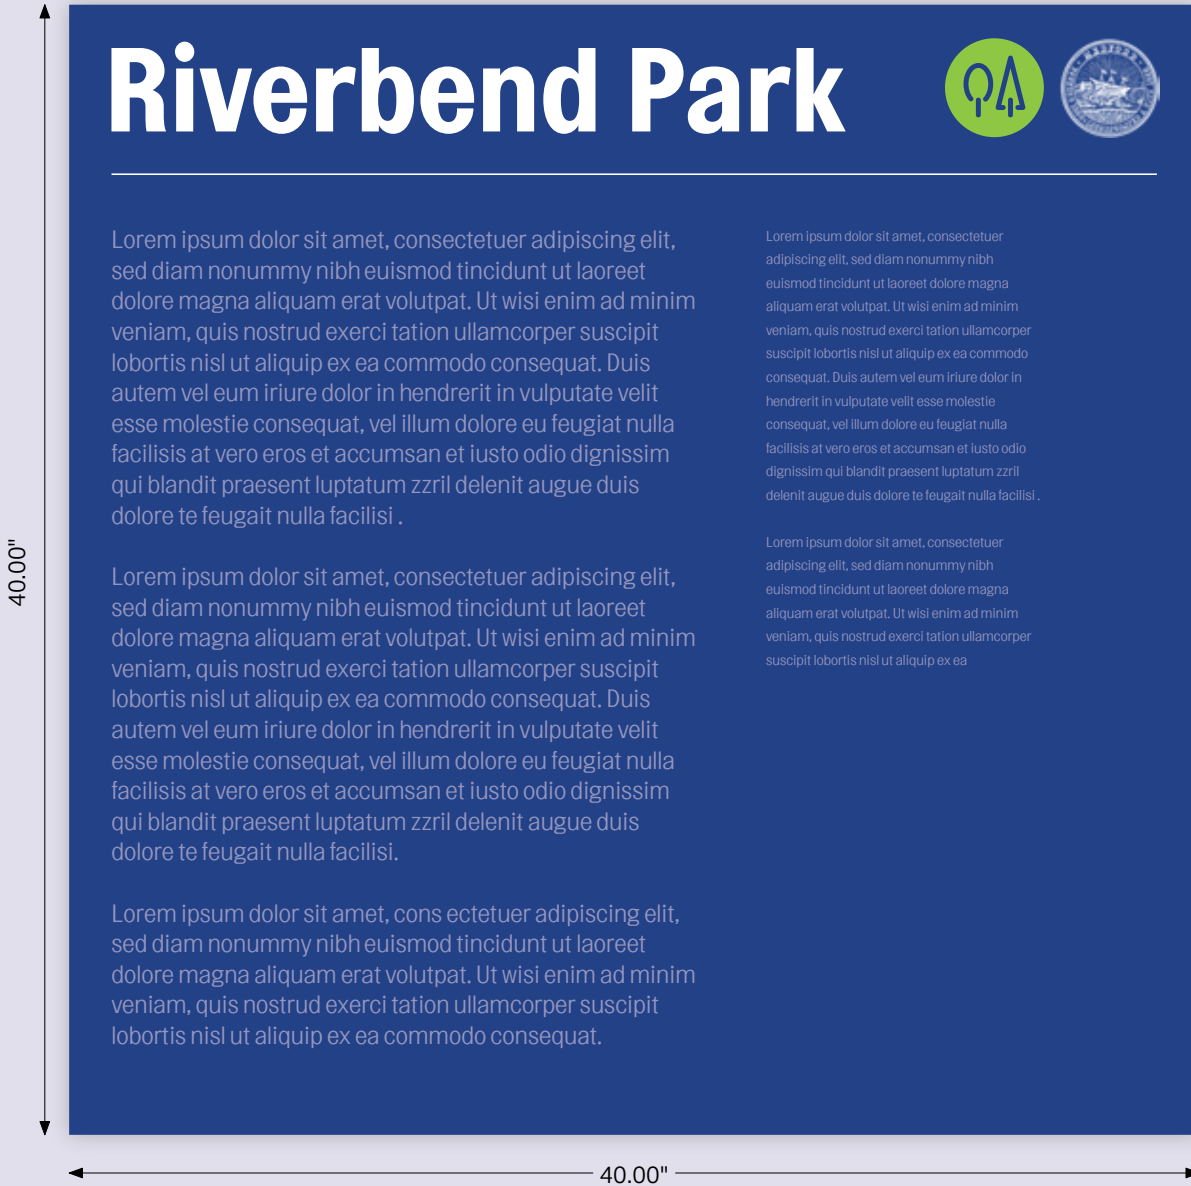 Riverbend Park
MEDFORD
Lorem ipsum dolor sit amet, consectetuer adipiscing elit,
sed diam nonummy nibh euismod tincidunt ut laoreet
dolore magna aliquam erat volutpat. Ut wisi enim ad minim
veniam, quis nostrud exerci tation ullamcorper suscipit
lobortis nisl ut aliquip ex ea commodo consequat. Duis
autem vel eum iriure dolor in hendrerit in vulputate velit
esse molestie consequat, vel illum dolore eu feugiat nulla
facilisis at vero eros et accumsan et iusto odio dignissim
qui blandit praesent luptatum zzril delenit augue duis
dolore te feugait nulla facilisi .
Lorem ipsum dolor sit amet, consectetuer adipiscing elit,
sed diam nonummy nibh euismod tincidunt ut laoreet
dolore magna aliquam erat volutpat. Ut wisi enim ad minim
veniam, quis nostrud exerci tation ullamcorper suscipit
lobortis nisl ut aliquip ex ea commodo consequat. Duis
autem vel eum iriure dolor in hendrerit in vulputate velit
esse molestie consequat, vel illum dolore eu feugiat nulla
facilisis at vero eros et accumsan et iusto odio dignissim
qui blandit praesent luptatum zzril delenit augue duis
dolore te feugait nulla facilisi.
Lorem ipsum dolor sit amet, cons ectetuer adipiscing elit,
sed diam nonummy nibh euismod tincidunt ut laoreet
dolore magna aliquam erat volutpat. Ut wisi enim ad minim
veniam, quis nostrud exerci tation ullamcorper suscipit
lobortis nisl ut aliquip ex ea commodo consequat.
Lorem ipsum dolor sit amet, consectetuer
adipiscing elit, sed diam nonummy nibh
euismod tincidunt ut laoreet dolore magna
aliquam erat volutpat. Ut wisi enim ad minim
veniam, quis nostrud exerci tation ullamcorper
suscipit lobortis nisl ut aliquip ex ea commodo
consequat. Duis autem vel eum iriure dolor in
hendrerit in vulputate velit esse molestie
consequat, vel illum dolore eu feugiat nulla
facilisis at vero eros et accumsan et iusto odio
dignissim qui blandit praesent luptatum zzril
delenit augue duis dolore te feugait nulla facilisi .
Lorem ipsum dolor sit amet, consectetuer
adipiscing elit, sed diam nonummy nibh
euismod tincidunt ut laoreet dolore magna
aliquam erat volutpat. Ut wisi enim ad minim
veniam, quis nostrud exerci tation ullamcorper
suscipit lobortis nisl ut aliquip ex ea
40.00"
40.00"